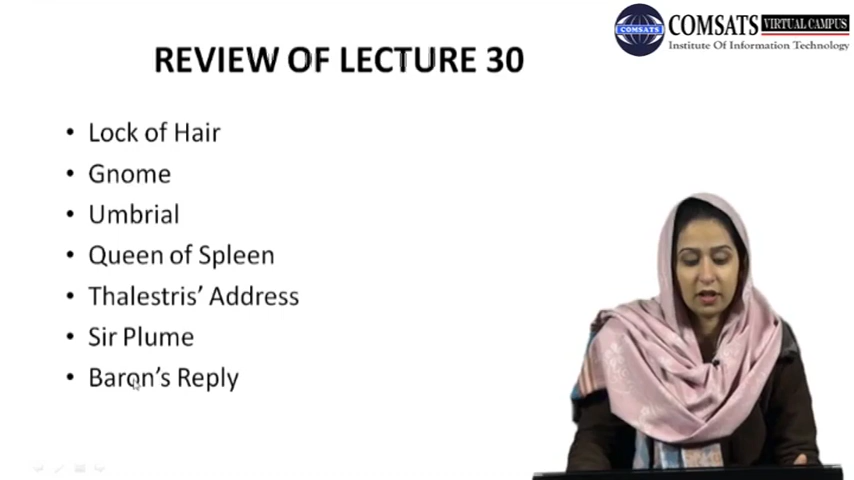 COMSATS VIRTUAL CAMPUS
COMSATS Institute Of Information Technology
REVIEW OF LECTURE 30
• Lock of Hair
• Gnome
• Umbrial
• Queen of Spleen
• Thalestris' Address
• Sir Plume
• Baron's Reply